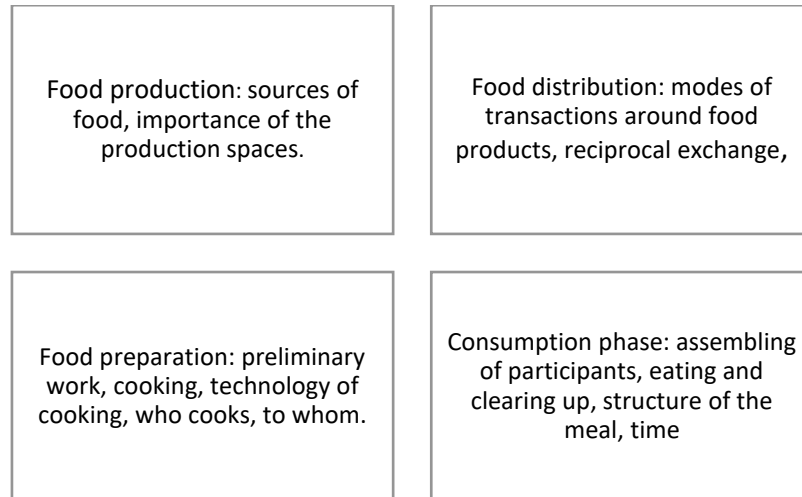 Food production: sources of
food, importance of the
production spaces.
Food distribution: modes of
transactions around food
products, reciprocal exchange,
Food preparation: preliminary
work, cooking, technology of
cooking, who cooks, to whom.
Consumption phase: assembling
of participants, eating and
clearing up, structure of the
meal, time